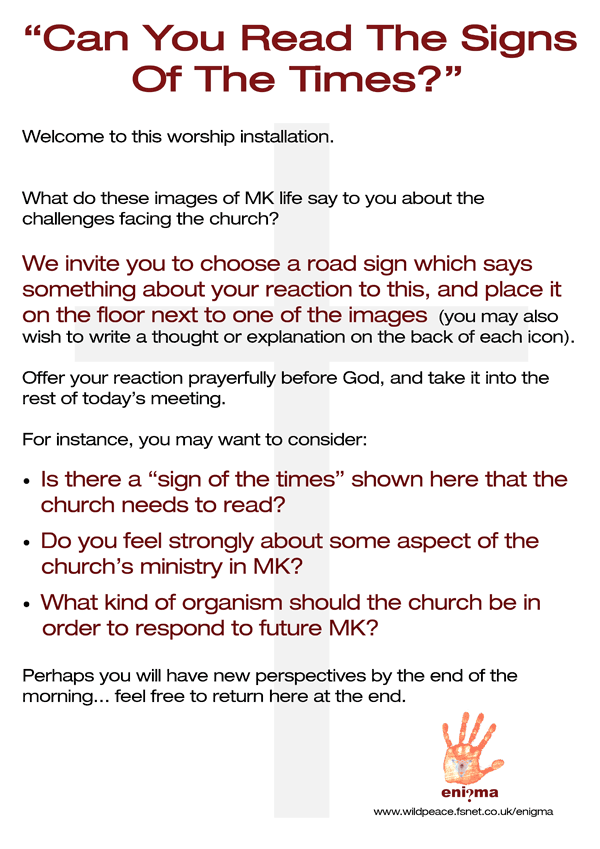 “Can You Read The Signs
Of The Times?”
Welcome to this worship installation.
What do these images of MK life say to you about the
challenges facing the church?
We invite you to choose a road sign which says
something about your reaction to this, and place it
on the floor next to one of the images (you may also
wish to write a thought or explanation on the back of each icon).
Offer your reaction prayerfully before God, and take it into the
rest of today’s meeting.
For instance, you may want to consider:
• Is there a “sign of the times” shown here that the
church needs to read?
• Do you feel strongly about some aspect of the
church’s ministry in MK?
• What kind of organism should the church be in
order to respond to future MK?
Perhaps you will have new perspectives by the end of the
morning... feel free to return here at the end.
eni?ma
www.wildpeace.fsnet.co.uk/enigma